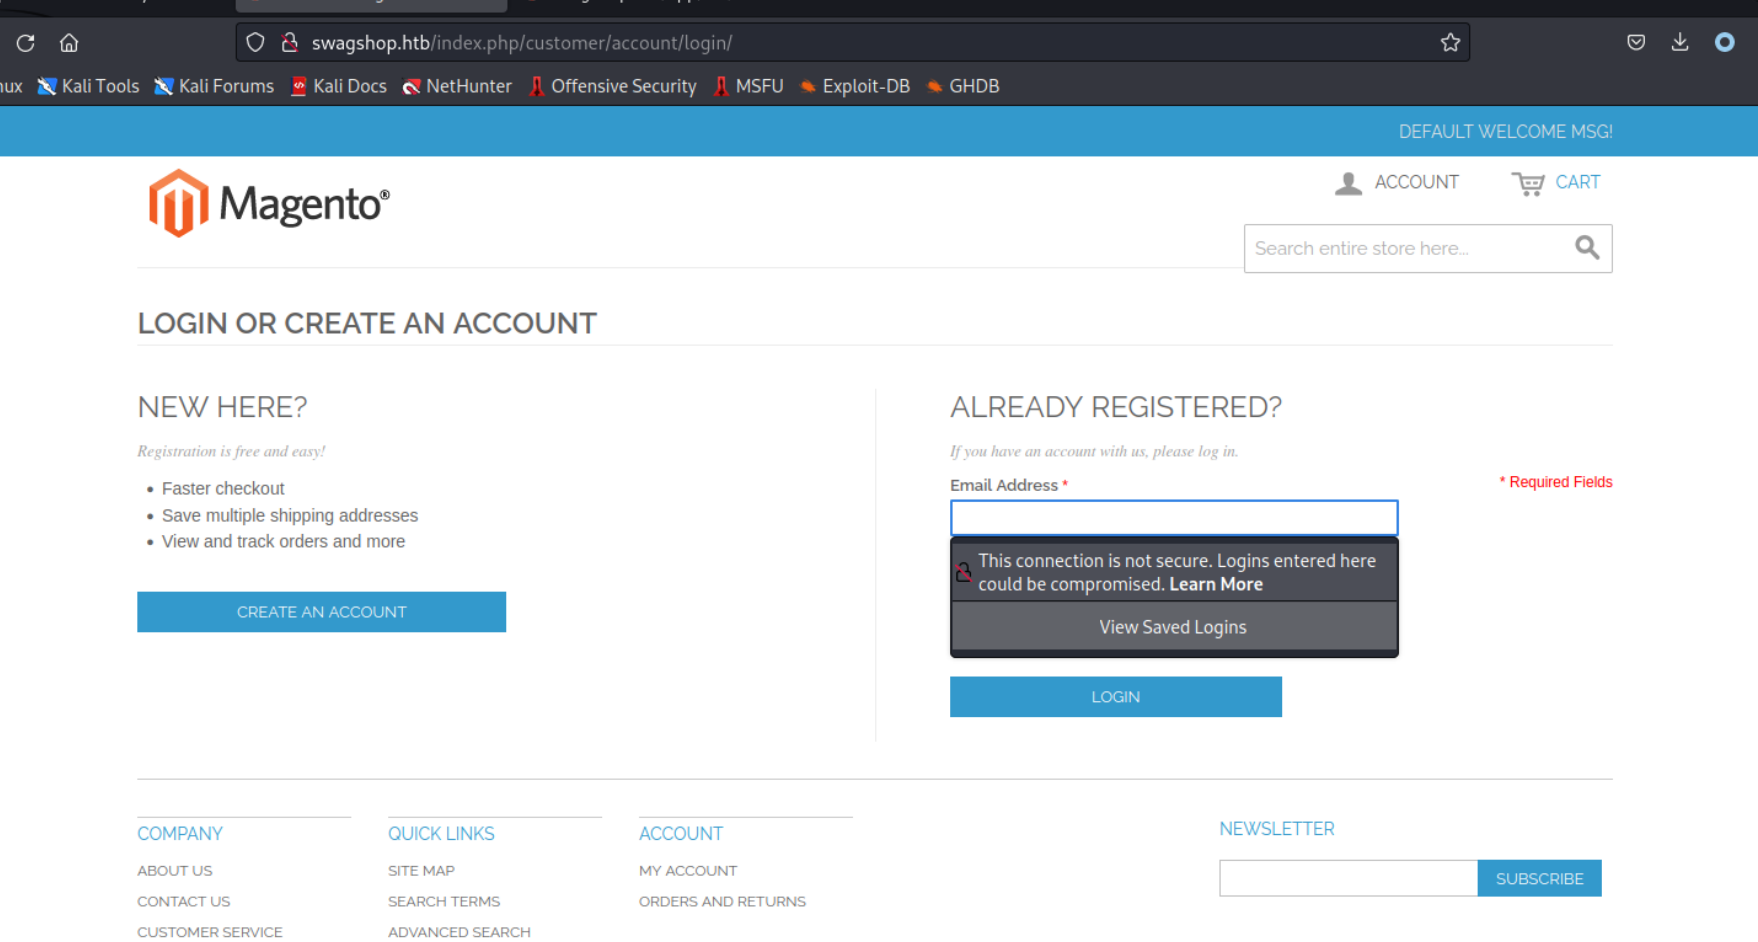 swagshop.htb/index.php/customer/account/login/
Kali Tools Kali Forums Kali Docs NetHunter Offensive Security MSFU Exploit-DB GHDB
DEFAULT WELCOME MSG!
Magento®
ACCOUNT CART
Search entire store here...
LOGIN OR CREATE AN ACCOUNT
NEW HERE?
Registration is free and easy!
• Faster checkout
• Save multiple shipping addresses
• View and track orders and more
CREATE AN ACCOUNT
ALREADY REGISTERED?
If you have an account with us, please log in.
Email Address *
* Required Fields
This connection is not secure. Logins entered here
could be compromised. Learn More
View Saved Logins
LOGIN
COMPANY
ABOUT US
CONTACT US
CUSTOMER SERVICE
QUICK LINKS
SITE MAP
SEARCH TERMS
ADVANCED SEARCH
ACCOUNT
MY ACCOUNT
ORDERS AND RETURNS
NEWSLETTER
SUBSCRIBE